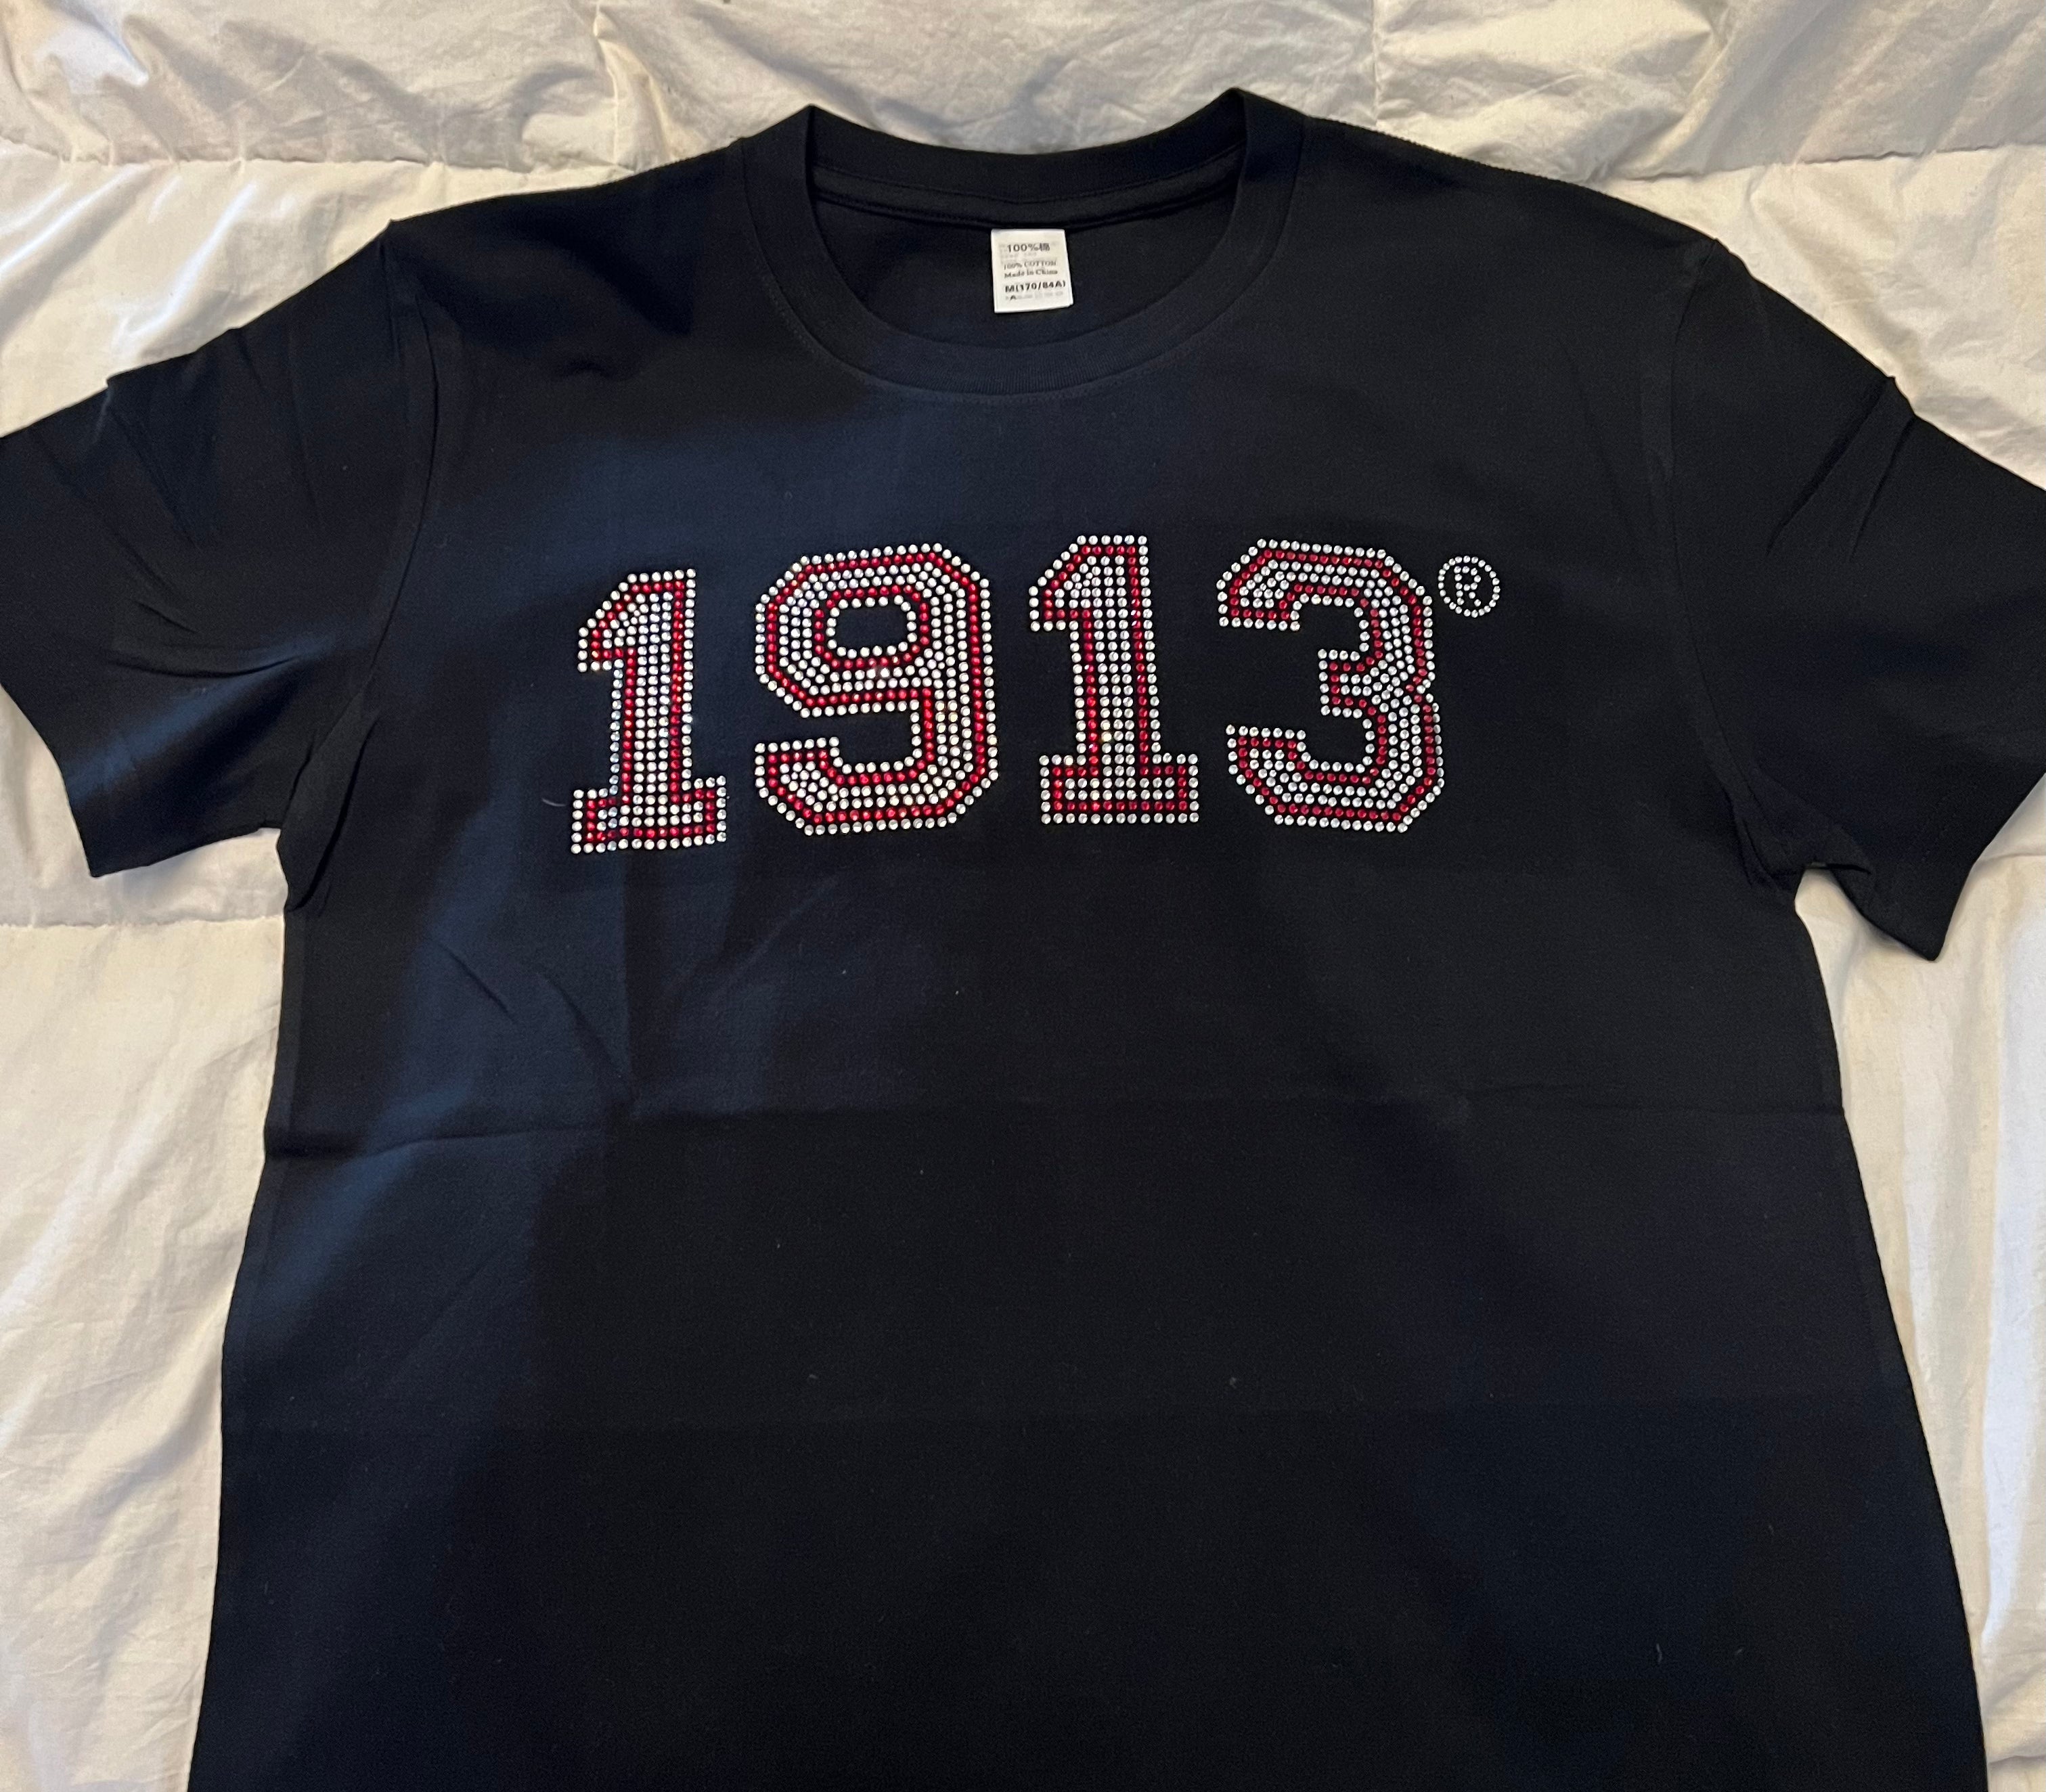 100%棉
100% COTTON
Made in China
M(170/84A)
1913®